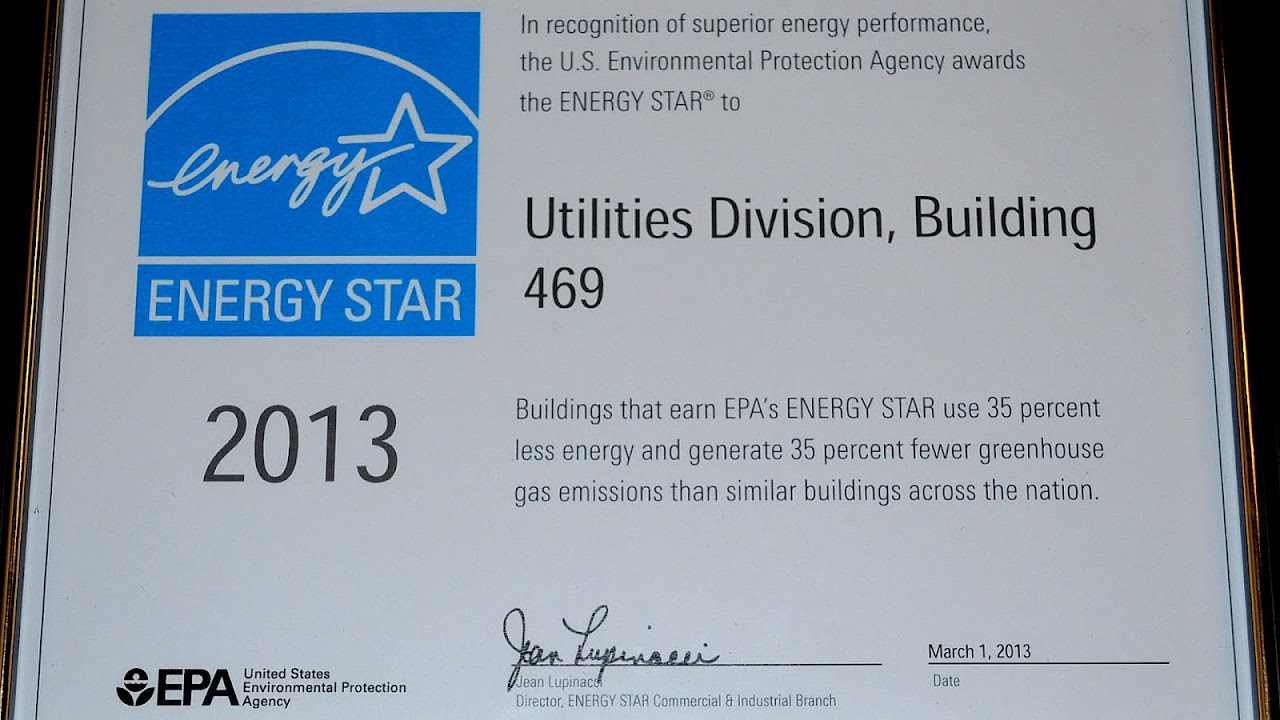 In recognition of superior energy performance,
the U.S. Environmental Protection Agency awards
the ENERGY STAR® to
energy
ENERGY STAR
Utilities Division, Building
469
2013
Buildings that earn EPA's ENERGY STAR use 35 percent
less energy and generate 35 percent fewer greenhouse
gas emissions than similar buildings across the nation.
Jean Lupinacci
Jean Lupinacci
Director, ENERGY STAR Commercial & Industrial Branch
March 1, 2013
Date
EPA
United States
Environmental Protection
Agency